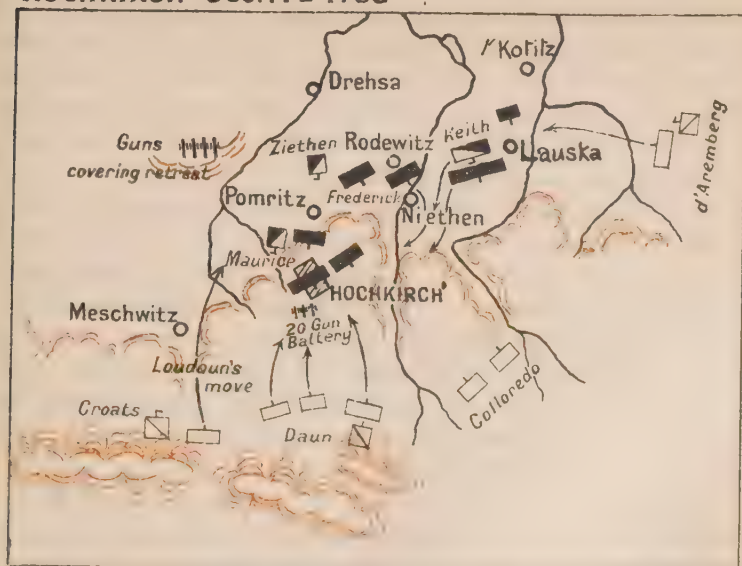 Kotitz
Drehsa
Guns
covering retreat
Ziethen
Rodewitz
Keith
Lauska
d'Aremberg
Pomritz
Frederick
Niethen
Maurice
HOCHKIRCH
Meschwitz
20 Gun
Battery
Loudoun's
move
Croats
Daun
Colloredo